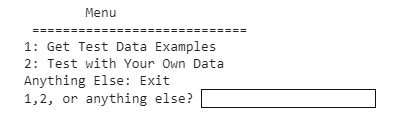 Menu
============================
1: Get Test Data Examples
2: Test with Your Own Data
Anything Else: Exit
1,2, or anything else?